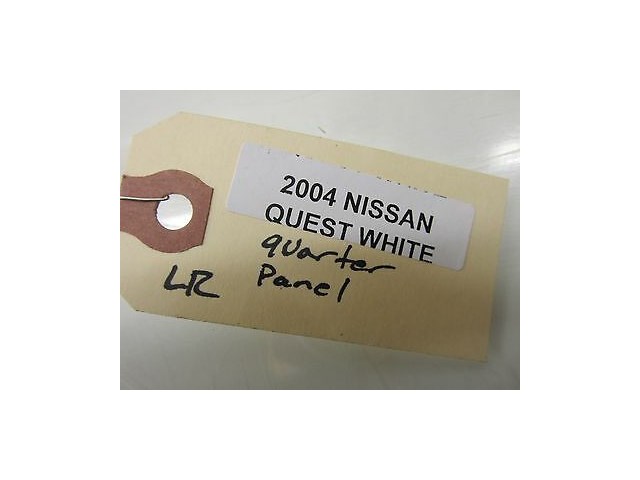 2004 NISSAN
QUEST WHITE
quarter
LR Panel